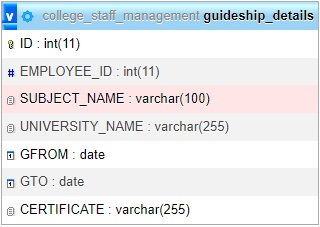 v college_staff_management guideship_details
ID : int(11)
# EMPLOYEE_ID : int(11)
SUBJECT_NAME : varchar(100)
UNIVERSITY_NAME : varchar(255)
GFROM : date
GTO : date
CERTIFICATE : varchar(255)